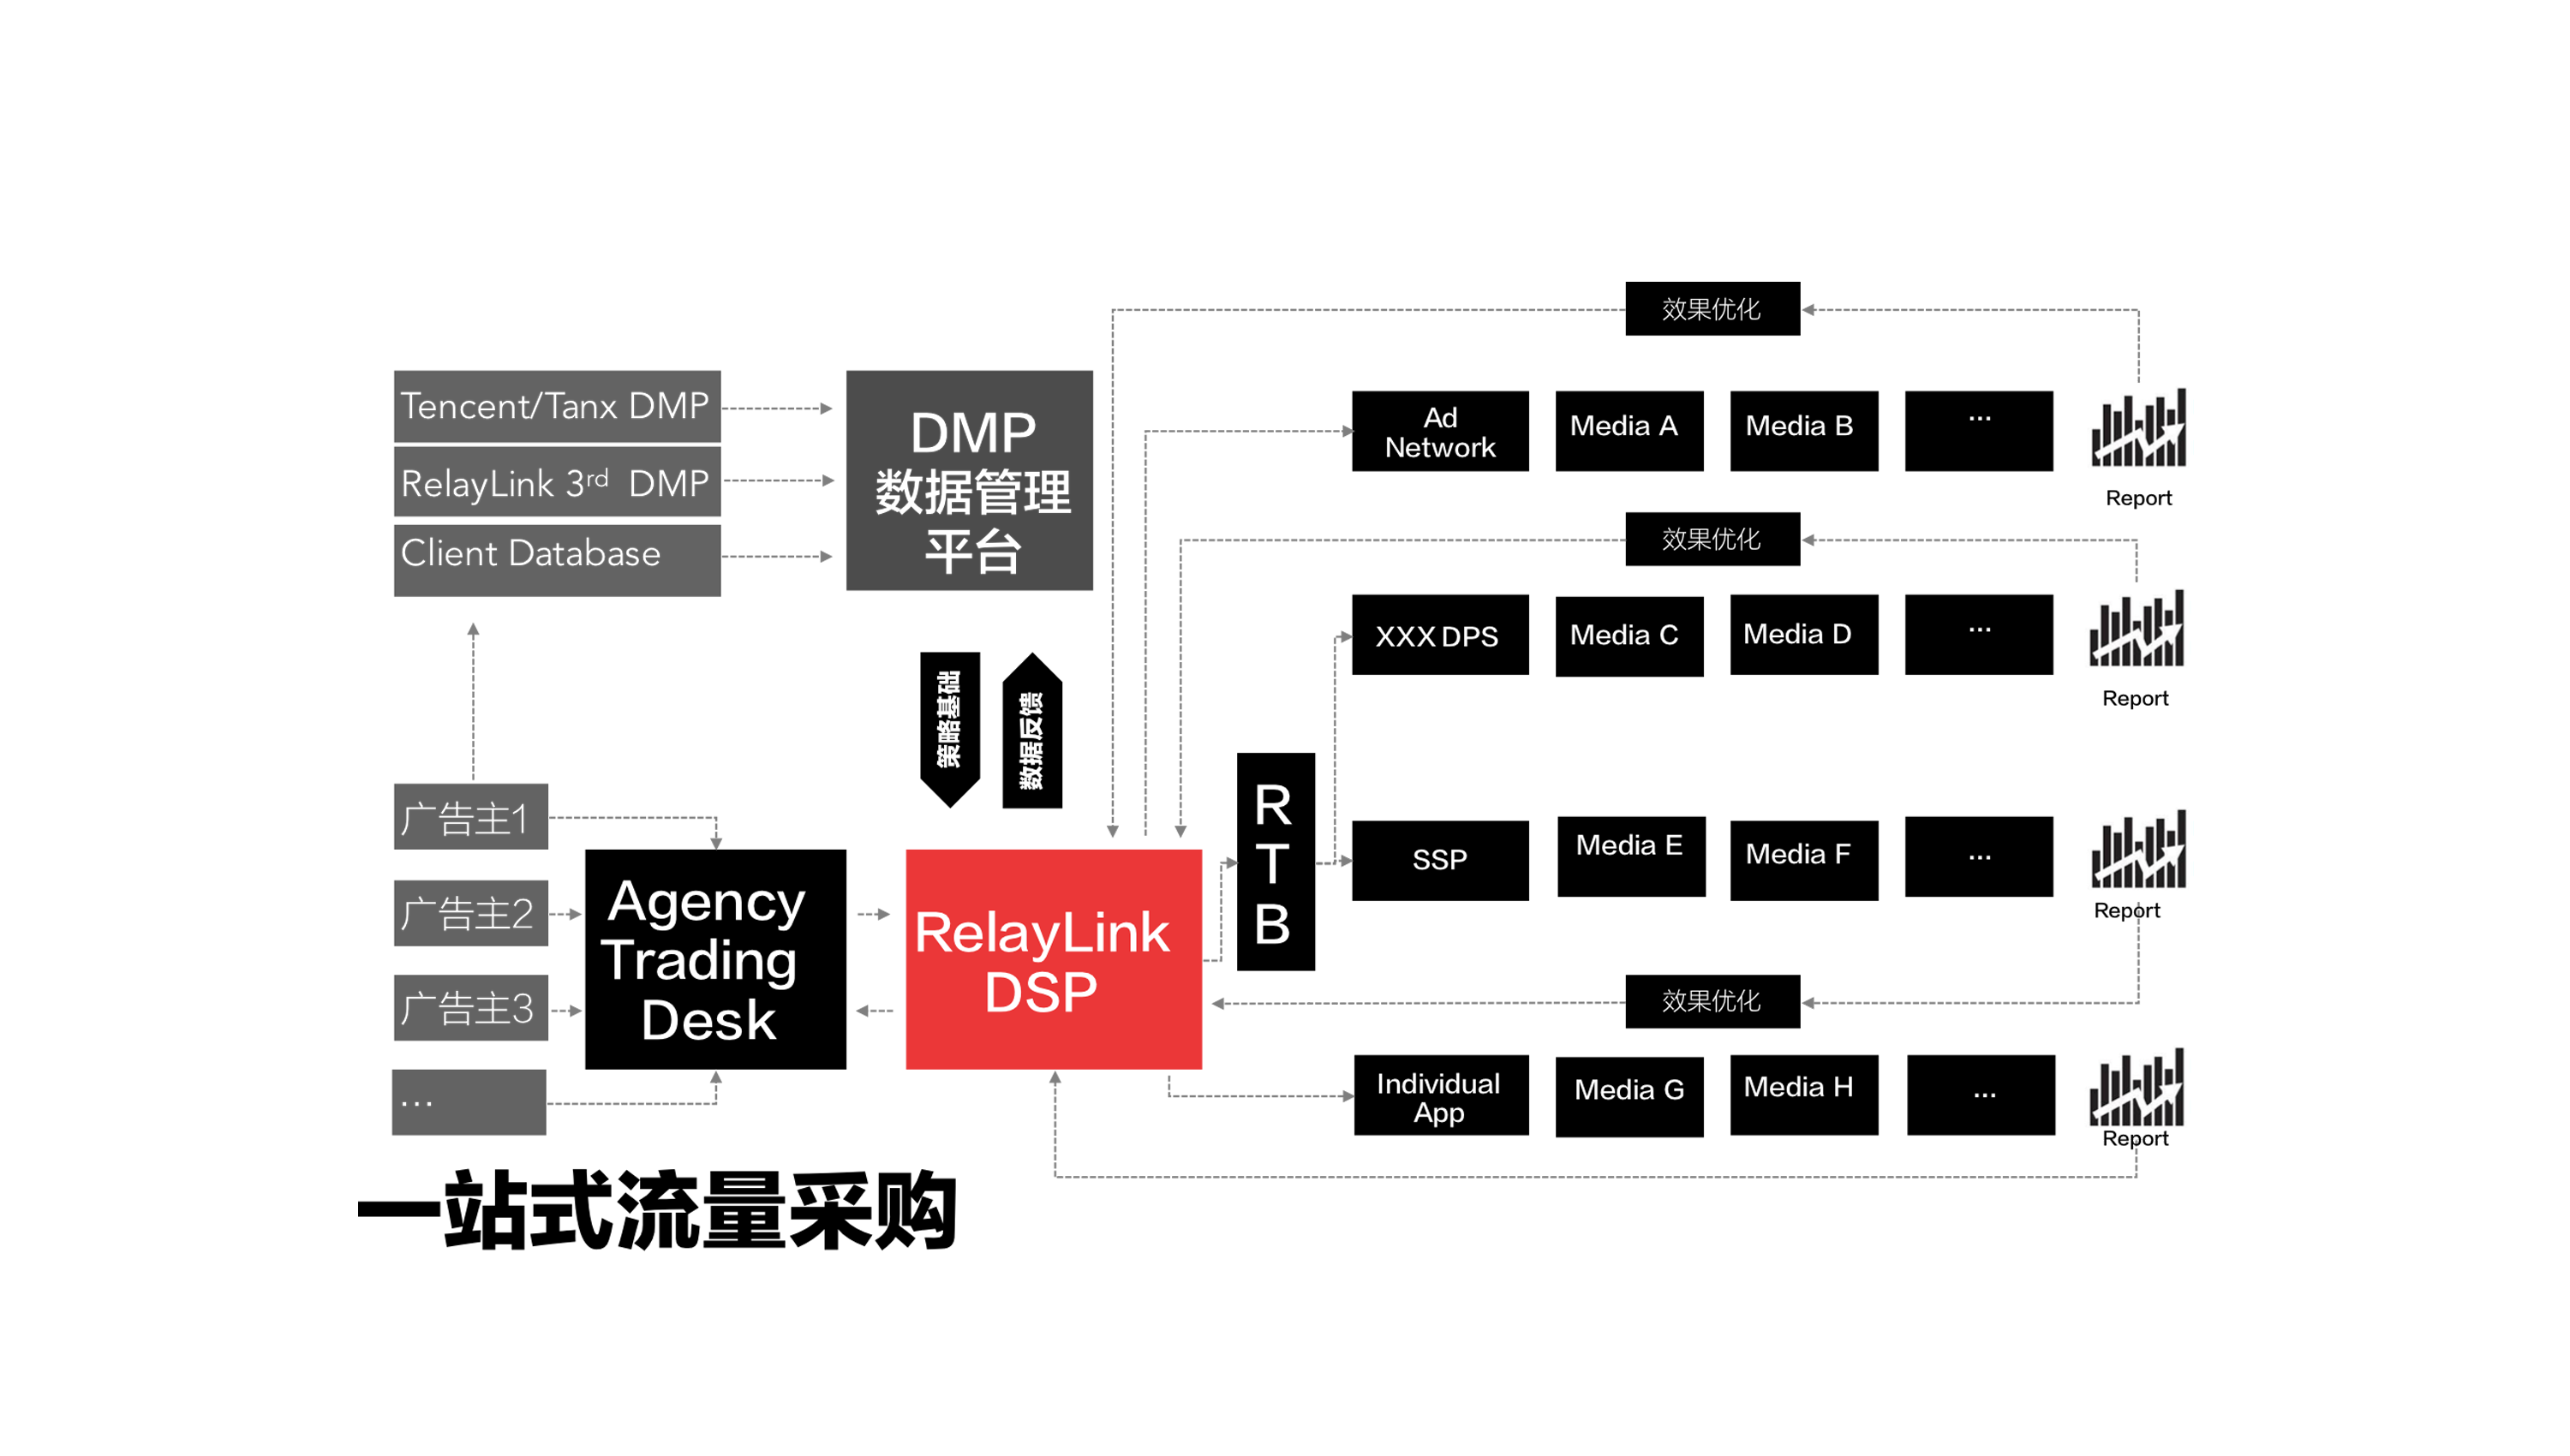 效果优化
Tencent/Tanx DMP
RelayLink 3rd DMP
Client Database
DMP
数据管理
平台
Ad
Network
Media A
Media B
...
Report
效果优化
XXX DPS
Media C
Media D
...
Report
策略基础
数据反馈
广告主1
广告主2
广告主3
...
Agency
Trading
Desk
RelayLink
DSP
R
T
B
SSP
Media E
Media F
...
Report
效果优化
Individual
App
Media G
Media H
...
Report
一站式流量采购